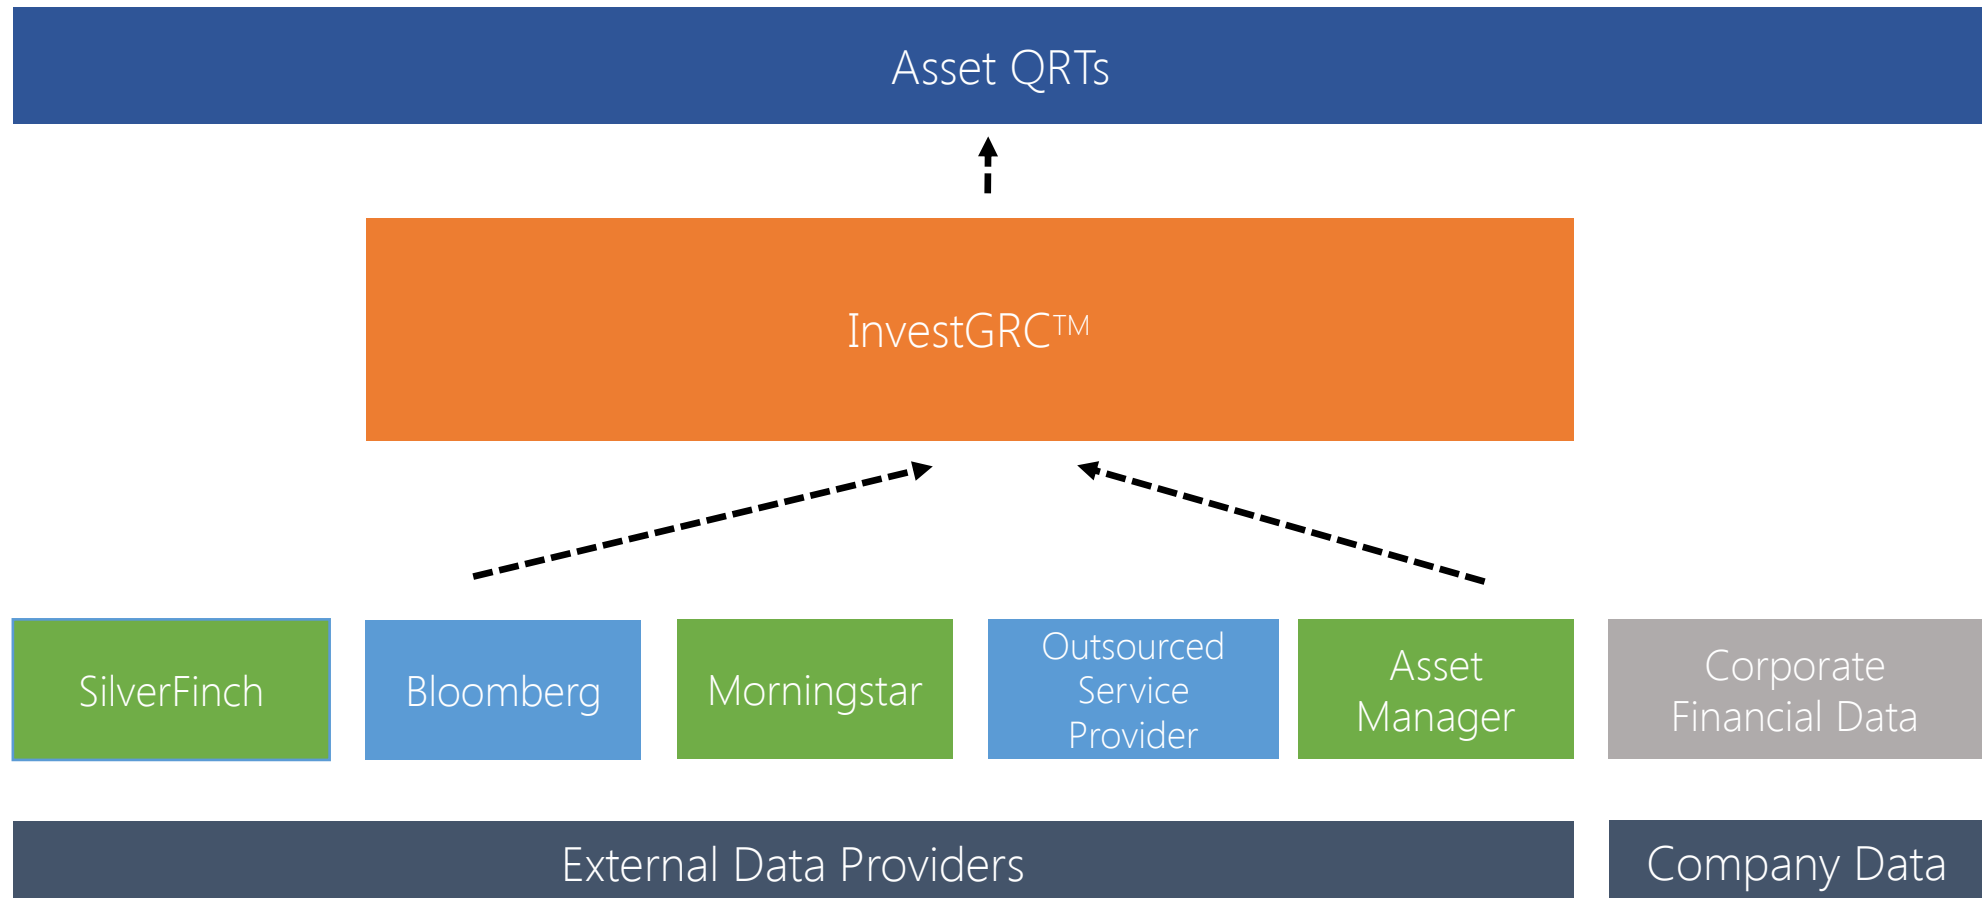 Asset QRTs
InvestGRC™
SilverFinch
Bloomberg
Morningstar
Outsourced
Service
Provider
Asset
Manager
Corporate
Financial Data
External Data Providers
Company Data